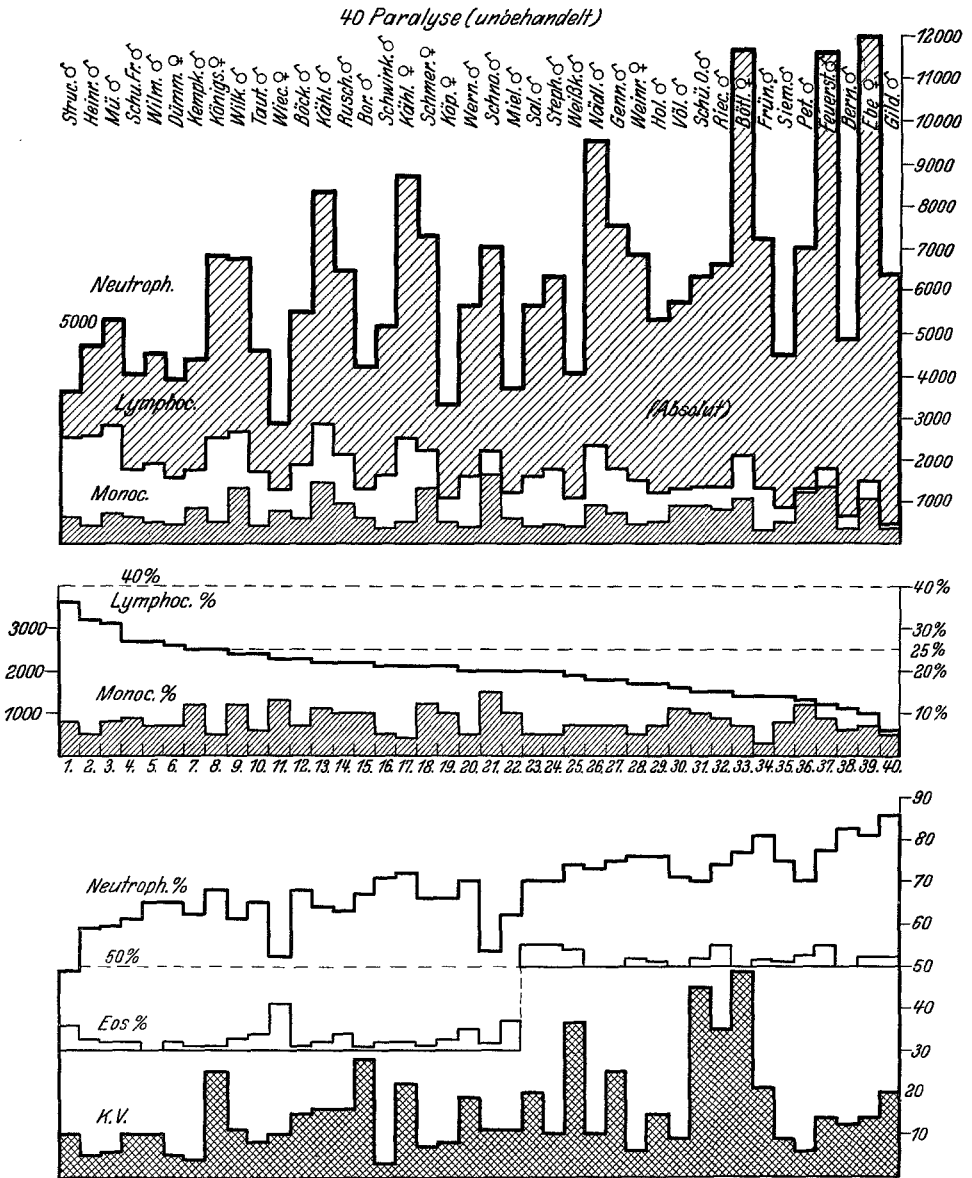 40 Paralyse (unbehandelt)
Struc. ♂
Heinr. ♂
Mü. ♂
Schu. Fr. ♂
Wilm. ♂
Dümm. ♀
Kempk. ♂
Königs. ♀
Wilk. ♂
Taut ♂
Wiec. ♀
Böck. ♂
Kähl. ♂
Rusch. ♂
Bor. ♂
Schwink. ♂
Kähl. ♀
Schmer. ♀
Köp. ♀
Wern. ♂
Schna. ♂
Miel. ♂
Sal. ♂
Steph. ♂
Weißk. ♂
Näntl. ♂
Genn. ♂
Weinr. ♀
Hol. ♂
Völ. ♂
Schü. O. ♂
Riec. ♂
Bötl. ♀
Frün. ♂
Siem. ♂
Pet. ♂
Feuerst. ♂
Bern. ♂
Ebe. ♀
Gild. ♂
12000
11000
10000
9000
8000
7000
6000
5000
4000
3000
2000
1000
Neutroph.
5000
Lymphoc.
(Absolut)
Monoc.
40%
40%
Lymphoc. %
3000
30%
25%
2000
20%
Monoc. %
1000
10%
1. 2. 3. 4. 5. 6. 7. 8. 9. 10. 11. 12. 13. 14. 15. 16. 17. 18. 19. 20. 21. 22. 23. 24. 25. 26. 27. 28. 29. 30. 31. 32. 33. 34. 35. 36. 37. 38. 39. 40.
90
80
Neutroph. %
70
60
50%
50
40
Eos %
30
20
K.V.
10